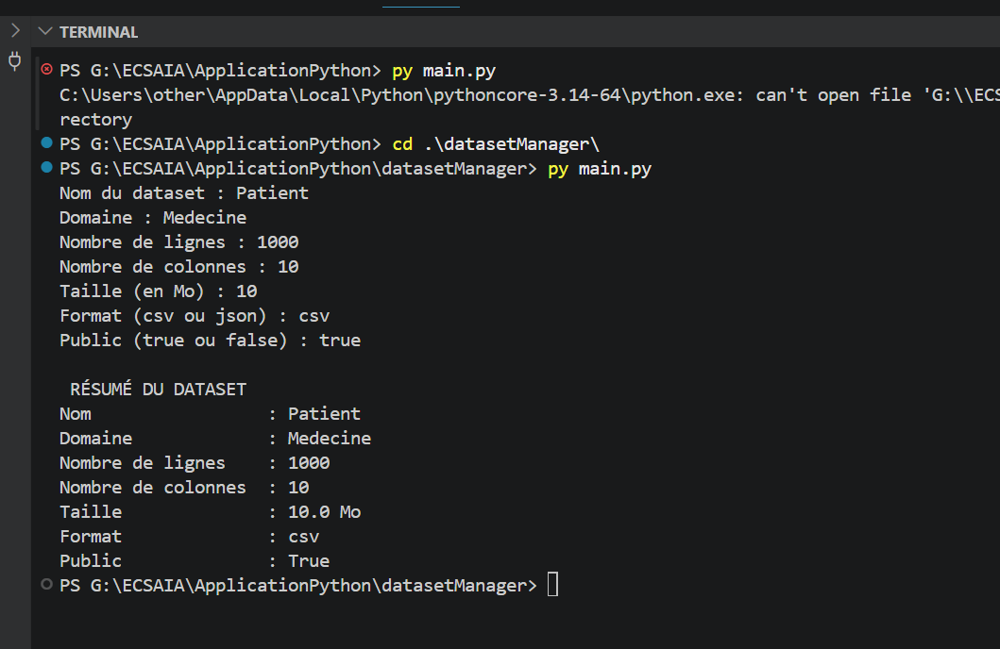 TERMINAL
PS G:\ECSAIA\ApplicationPython> py main.py
C:\Users\other\AppData\Local\Python\pythoncore-3.14-64\python.exe: can't open file 'G:\\ECS
rectory
PS G:\ECSAIA\ApplicationPython> cd .\datasetManager\
PS G:\ECSAIA\ApplicationPython\datasetManager> py main.py
Nom du dataset : Patient
Domaine : Medecine
Nombre de lignes : 1000
Nombre de colonnes : 10
Taille (en Mo) : 10
Format (csv ou json) : csv
Public (true ou false) : true
RÉSUMÉ DU DATASET
Nom : Patient
Domaine : Medecine
Nombre de lignes : 1000
Nombre de colonnes : 10
Taille : 10.0 Mo
Format : csv
Public : True
PS G:\ECSAIA\ApplicationPython\datasetManager>